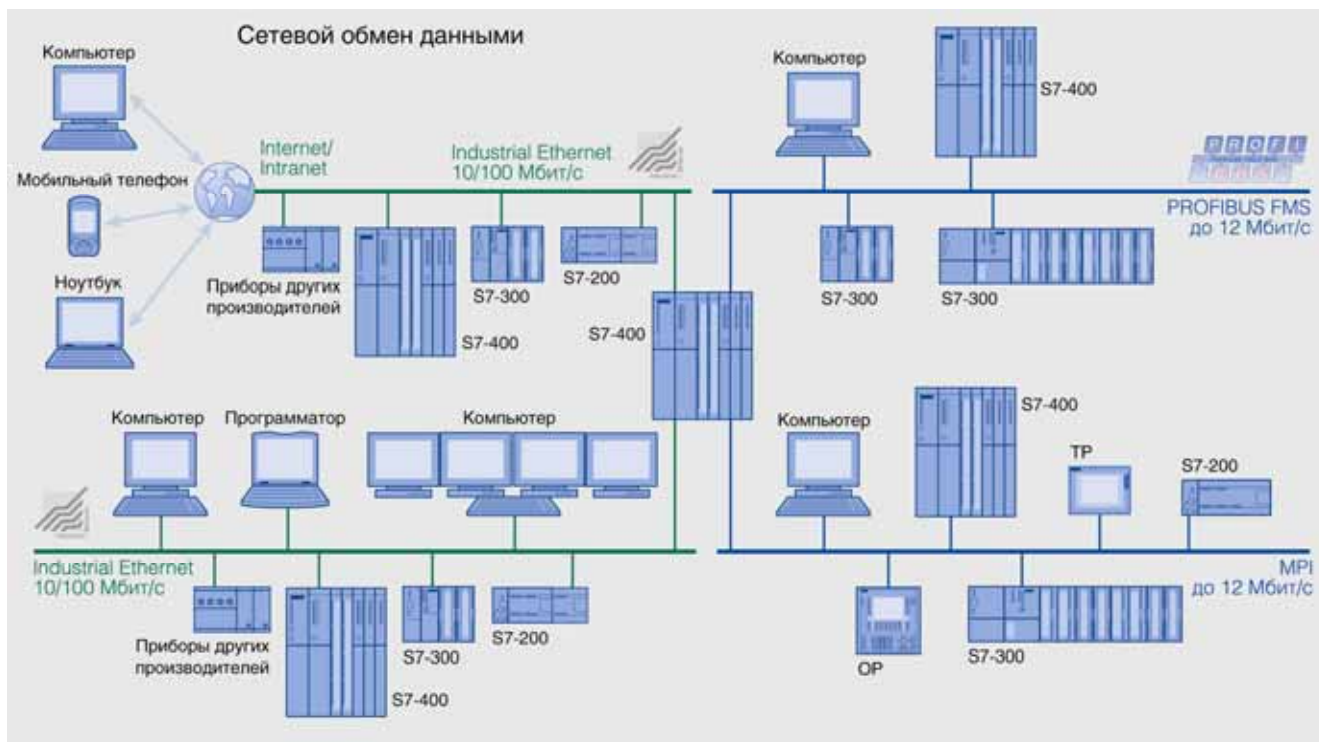 Сетевой обмен данными
Компьютер
Мобильный телефон
Ноутбук
Internet/
Intranet
Industrial Ethernet
10/100 Мбит/с
Приборы других
производителей
S7-400
S7-300
S7-200
S7-400
Компьютер
S7-400
PROFI
PROFIBUS FMS
до 12 Мбит/с
S7-300
S7-300
Компьютер
Программатор
Компьютер
Industrial Ethernet
10/100 Мбит/с
Приборы других
производителей
S7-400
S7-300
S7-200
Компьютер
S7-400
TP
S7-200
MPI
до 12 Мбит/с
OP
S7-300